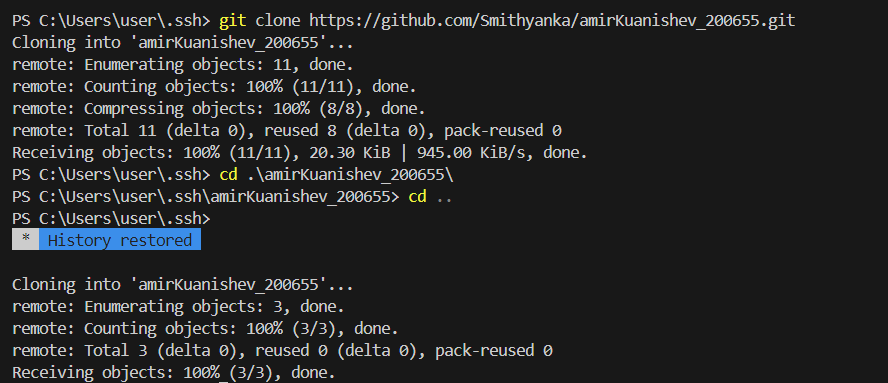 PS C:\Users\user\.ssh> git clone https://github.com/Smithyanka/amirKuanishev_200655.git
Cloning into 'amirKuanishev_200655'...
remote: Enumerating objects: 11, done.
remote: Counting objects: 100% (11/11), done.
remote: Compressing objects: 100% (8/8), done.
remote: Total 11 (delta 0), reused 8 (delta 0), pack-reused 0
Receiving objects: 100% (11/11), 20.30 KiB | 945.00 KiB/s, done.
PS C:\Users\user\.ssh> cd .\amirKuanishev_200655\
PS C:\Users\user\.ssh\amirKuanishev_200655> cd ..
PS C:\Users\user\.ssh>
* History restored
Cloning into 'amirKuanishev_200655'...
remote: Enumerating objects: 3, done.
remote: Counting objects: 100% (3/3), done.
remote: Total 3 (delta 0), reused 0 (delta 0), pack-reused 0
Receiving objects: 100% (3/3), done.